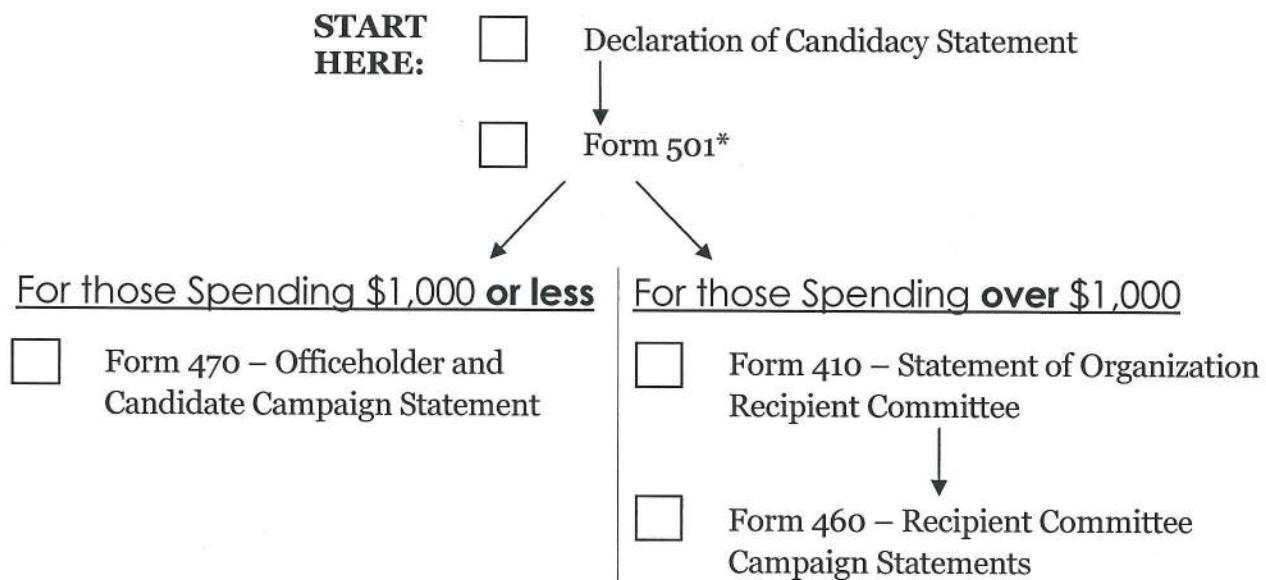 START
HERE:
Declaration of Candidacy Statement
Form 501*
For those Spending $1,000 or less
Form 470 – Officeholder and
Candidate Campaign Statement
For those Spending over $1,000
Form 410 – Statement of Organization
Recipient Committee
Form 460 – Recipient Committee
Campaign Statements